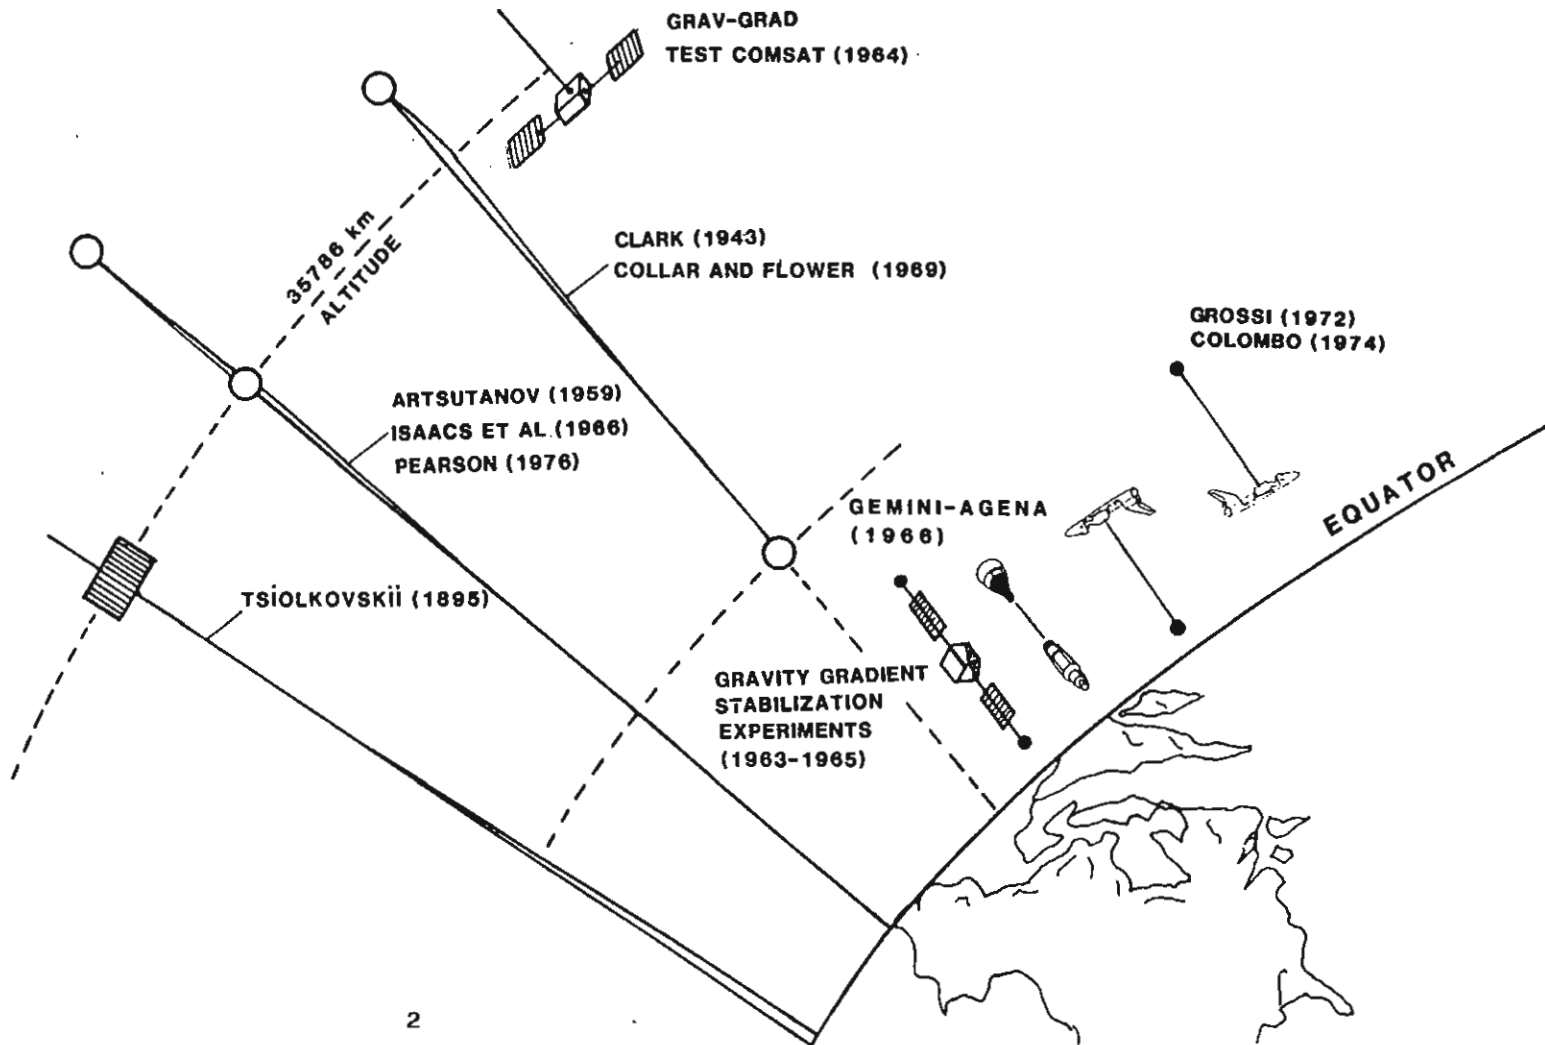 GRAV-GRAD
TEST COMSAT (1964)
35786 km
ALTITUDE
CLARK (1943)
COLLAR AND FLOWER (1969)
GROSSI (1972)
COLOMBO (1974)
ARTSUTANOV (1959)
ISAACS ET AL. (1966)
PEARSON (1976)
EQUATOR
GEMINI-AGENA
(1966)
TSIOLKOVSKII (1895)
GRAVITY GRADIENT
STABILIZATION
EXPERIMENTS
(1963-1965)
2